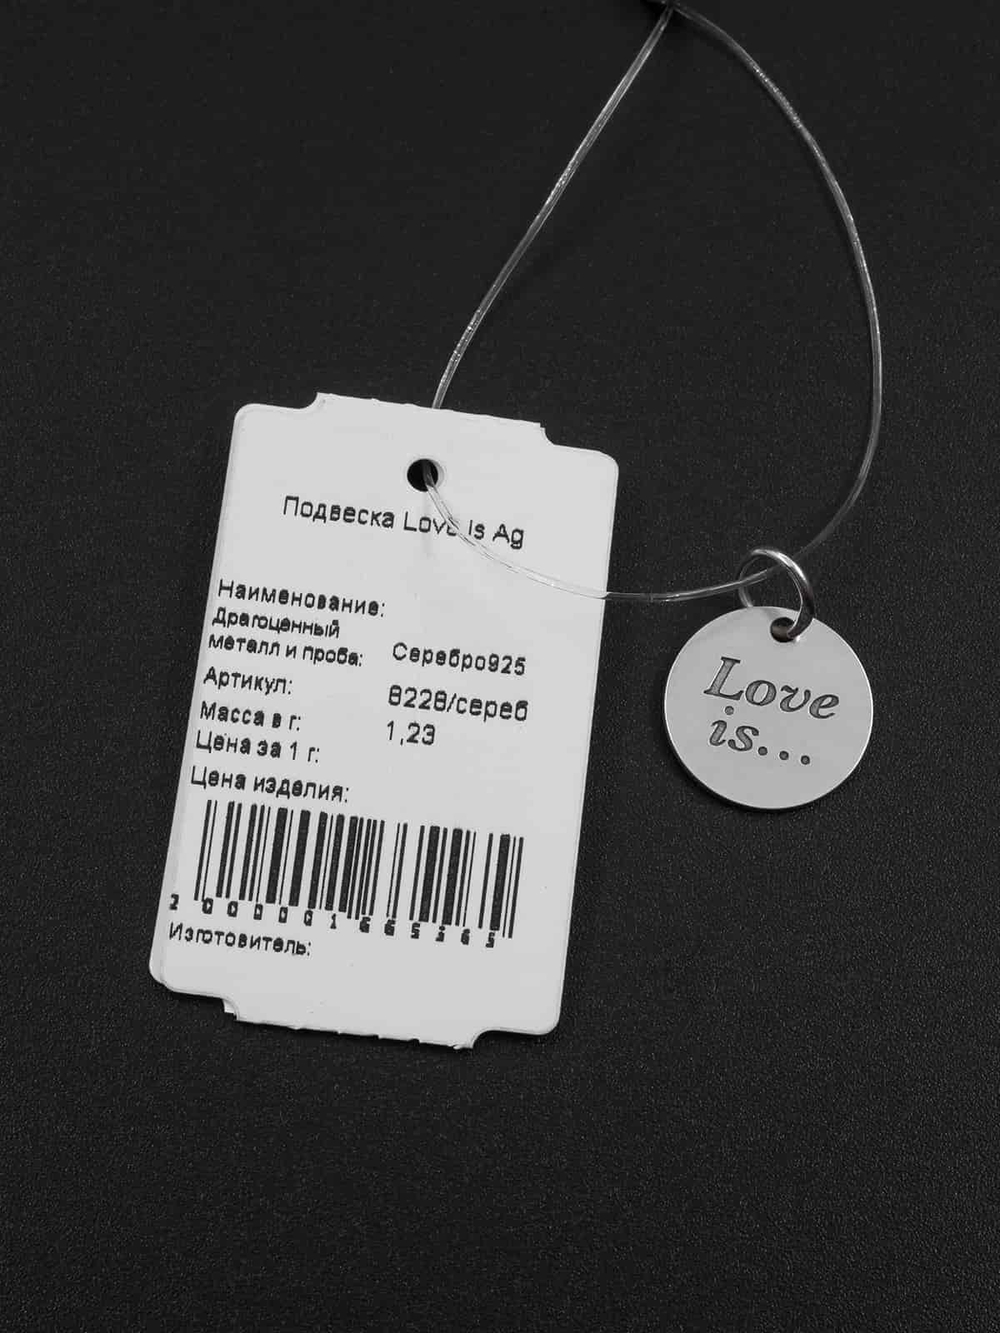 Подвеска Love Is Ag
Наименование:
Драгоценный
металл и проба: Серебро925
Артикул: 8228/сереб
Масса в г: 1,23
Цена за 1 г:
Цена изделия:
Изготовитель:
Love
is...